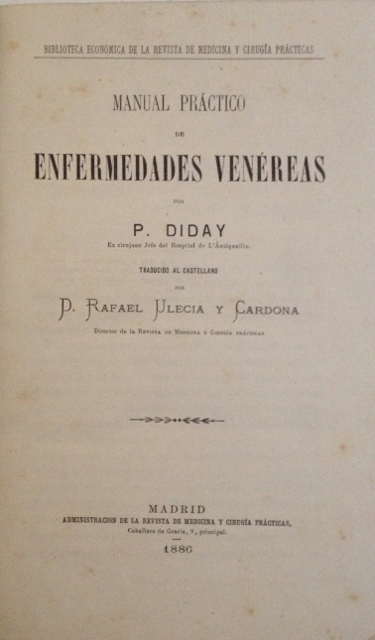 BIBLIOTECA ECONÓMICA DE LA REVISTA DE MEDICINA Y CIRUGÍA PRÁCTICAS
MANUAL PRÁCTICO
DE
ENFERMEDADES VENÉREAS
POR
P. DIDAY
Ex cirujano Jefe del Hospital de L'Antiquaille.
TRADUCIDO AL CASTELLANO
POR
D. RAFAEL ULECIA Y CARDONA
Director de la REVISTA DE MEDICINA Y CIRUGÍA PRÁCTICAS
MADRID
ADMINISTRACION DE LA REVISTA DE MEDICINA Y CIRUGÍA PRÁCTICAS,
Caballero de Gracia, 9, principal.
1886